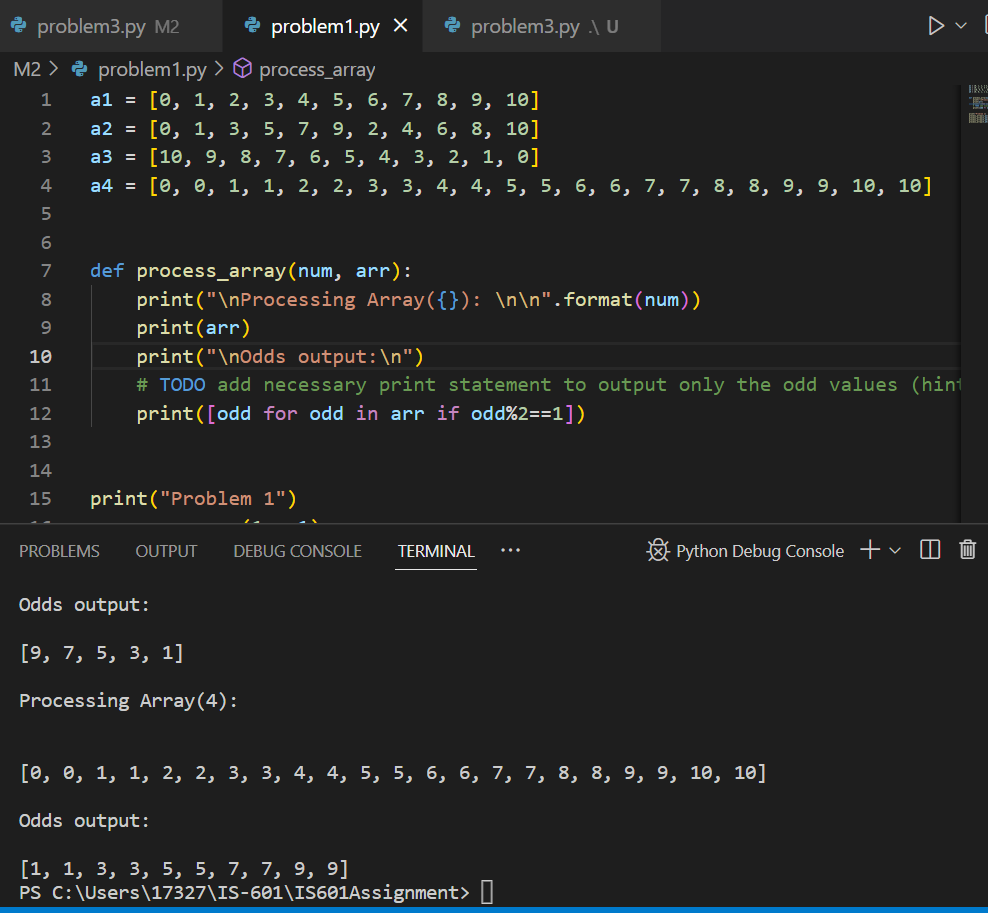 problem3.py M2 problem1.py problem3.py .\ U
M2 > problem1.py > process_array
1 a1 = [0, 1, 2, 3, 4, 5, 6, 7, 8, 9, 10]
2 a2 = [0, 1, 3, 5, 7, 9, 2, 4, 6, 8, 10]
3 a3 = [10, 9, 8, 7, 6, 5, 4, 3, 2, 1, 0]
4 a4 = [0, 0, 1, 1, 2, 2, 3, 3, 4, 4, 5, 5, 6, 6, 7, 7, 8, 8, 9, 9, 10, 10]
5
6
7 def process_array(num, arr):
8 print("\nProcessing Array({}): \n\n".format(num))
9 print(arr)
10 print("\nOdds output:\n")
11 # TODO add necessary print statement to output only the odd values (hint
12 print([odd for odd in arr if odd%2==1])
13
14
15 print("Problem 1")
PROBLEMS OUTPUT DEBUG CONSOLE TERMINAL ··· Python Debug Console
Odds output:
[9, 7, 5, 3, 1]
Processing Array(4):
[0, 0, 1, 1, 2, 2, 3, 3, 4, 4, 5, 5, 6, 6, 7, 7, 8, 8, 9, 9, 10, 10]
Odds output:
[1, 1, 3, 3, 5, 5, 7, 7, 9, 9]
PS C:\Users\17327\IS-601\IS601Assignment>